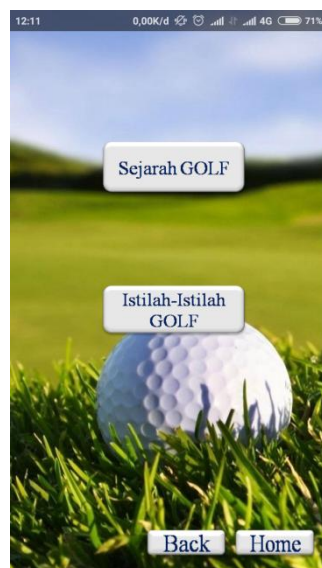 12:11 0,00K/d 4G 71%
Sejarah GOLF
Istilah-Istilah
GOLF
Back Home